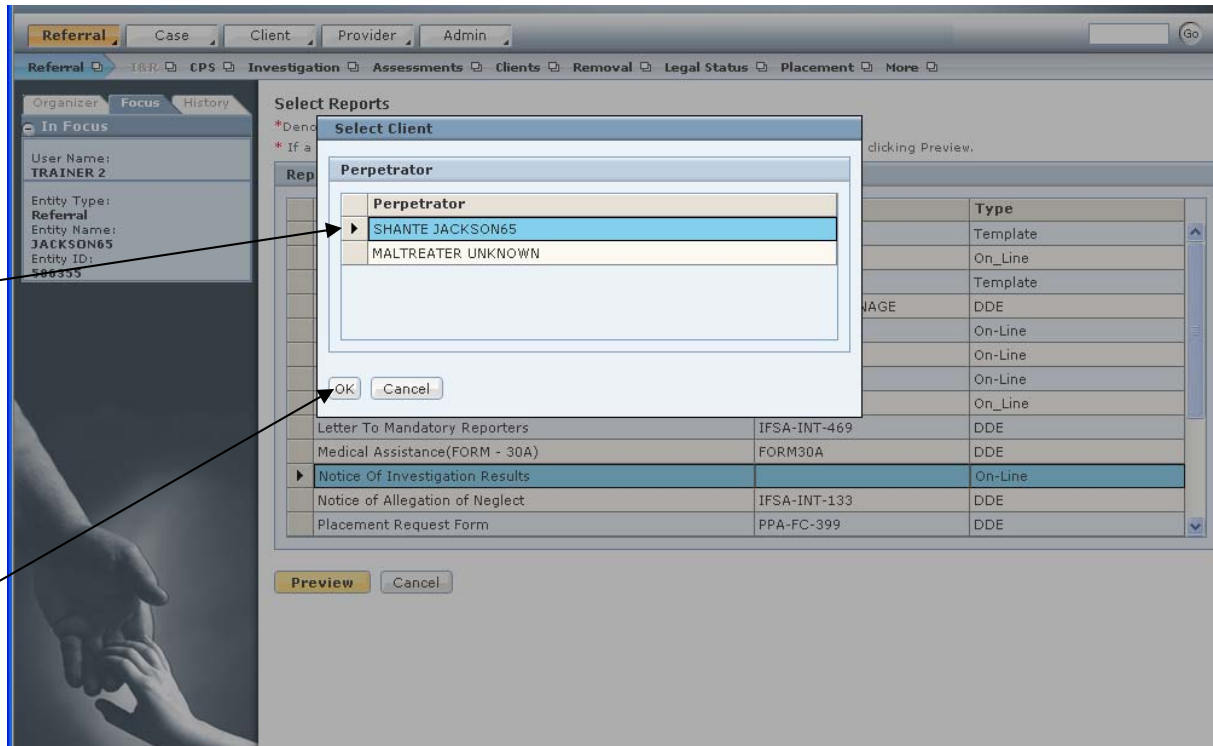 Referral Case Client Provider Admin Go
Referral I&R CPS Investigation Assessments Clients Removal Legal Status Placement More
Organizer Focus History
In Focus
User Name:
TRAINER 2
Entity Type:
Referral
Entity Name:
JACKSON65
Entity ID:
586355
Select Reports
*Deno
* If a clicking Preview.
Rep
Select Client
Perpetrator
Perpetrator
SHANTE JACKSON65
MALTREATER UNKNOWN
OK Cancel
Type
Template
On_Line
Template
NAGE DDE
On-Line
On-Line
On-Line
On_Line
Letter To Mandatory Reporters IFSA-INT-469 DDE
Medical Assistance(FORM - 30A) FORM30A DDE
Notice Of Investigation Results On-Line
Notice of Allegation of Neglect IFSA-INT-133 DDE
Placement Request Form PPA-FC-399 DDE
Preview Cancel